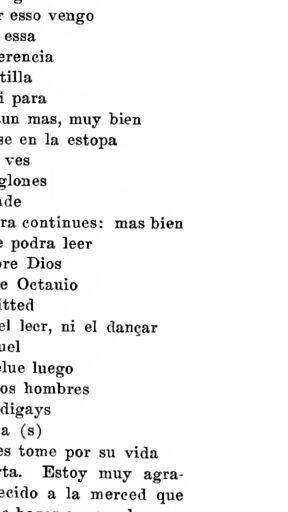 r esso vengo
essa
erencia
tilla
i para
un mas, muy bien
se en la estopa
ves
glones
de
ra continues: mas bien
e podra leer
re Dios
e Octauio
itted
el leer, ni el dançar
uel
lue luego
os hombres
digays
a (s)
es tome por su vida
ta. Estoy muy agra-
ecido a la merced que